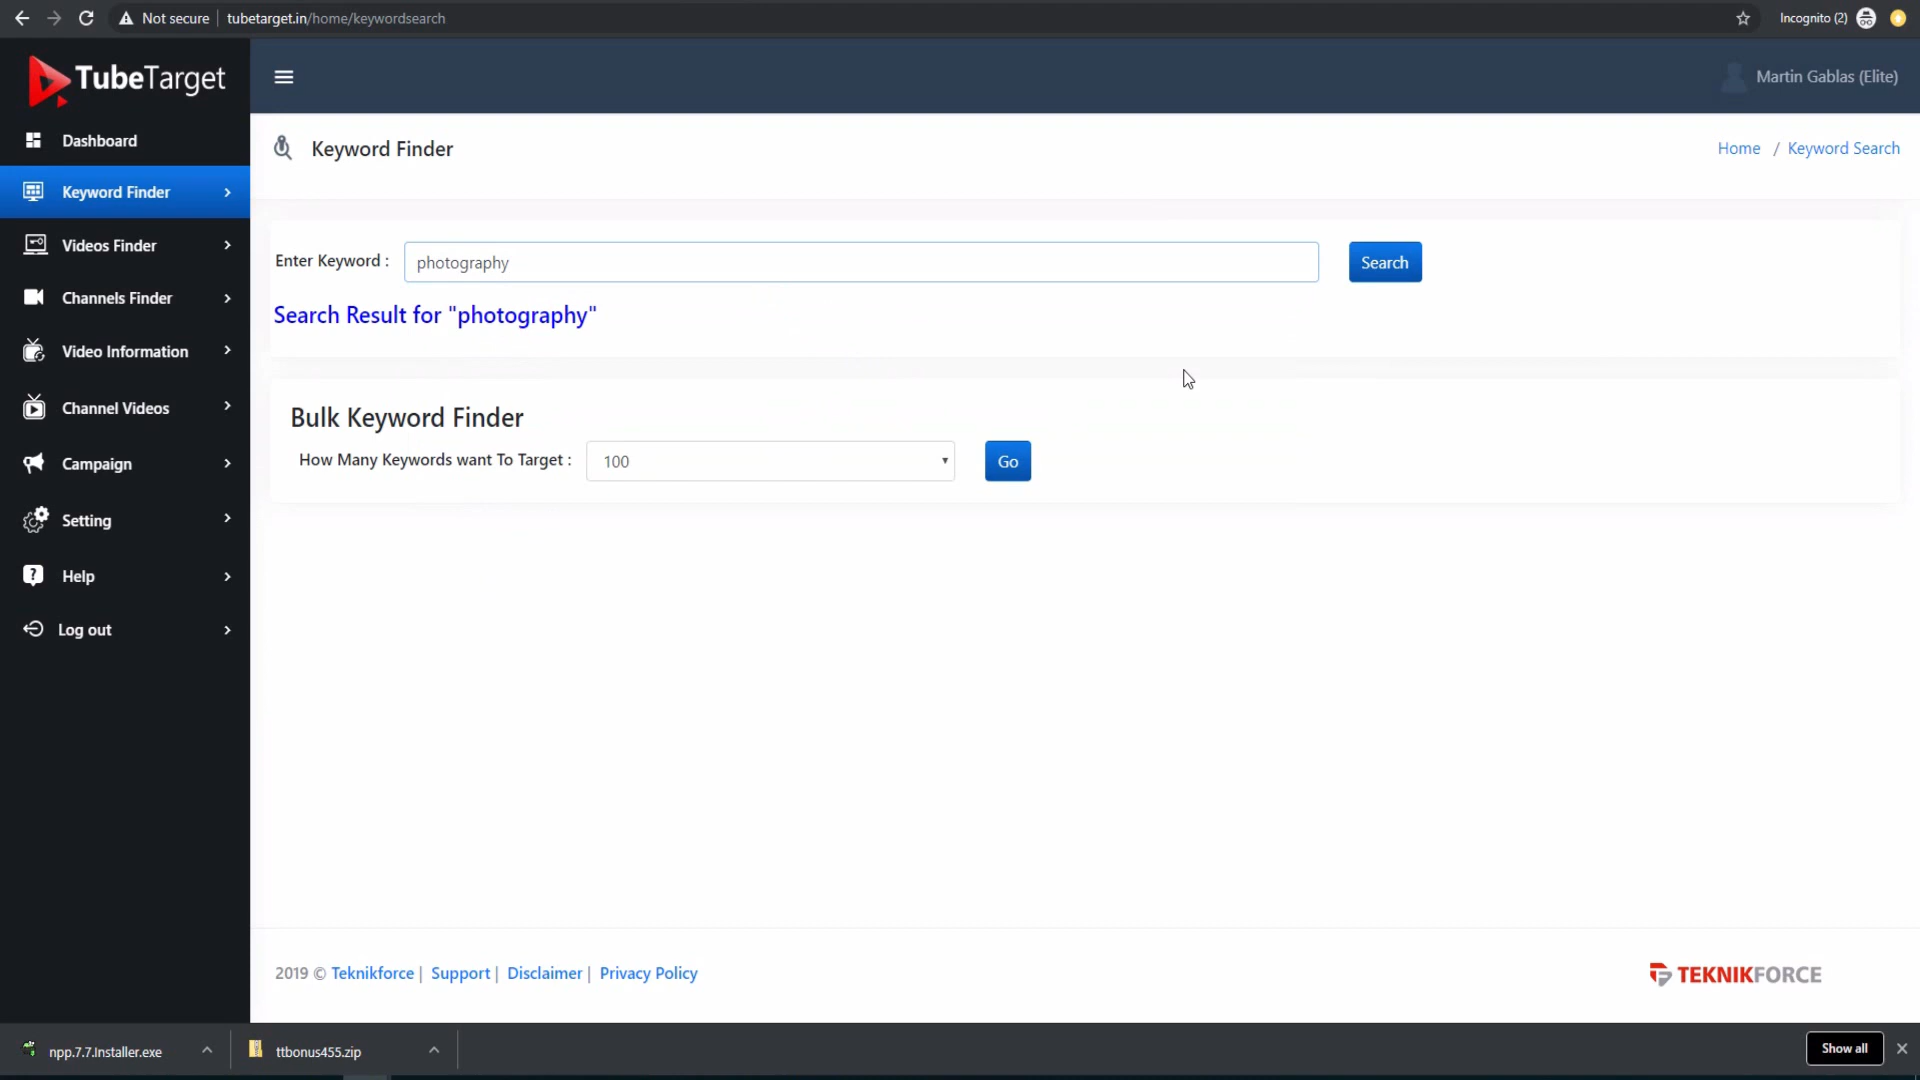 Not secure
tubetarget.in/home/keywordsearch
Incognito (2)
TubeTarget
Martin Gablas (Elite)
Dashboard
Keyword Finder
Videos Finder
Channels Finder
Video Information
Channel Videos
Campaign
Setting
Help
Log out
Keyword Finder
Home / Keyword Search
Enter Keyword : photography Search
Search Result for "photography"
Bulk Keyword Finder
How Many Keywords want To Target : 100 Go
2019 © Teknikforce | Support | Disclaimer | Privacy Policy
TEKNIKFORCE
npp.7.7.Installer.exe
ttbonus455.zip
Show all